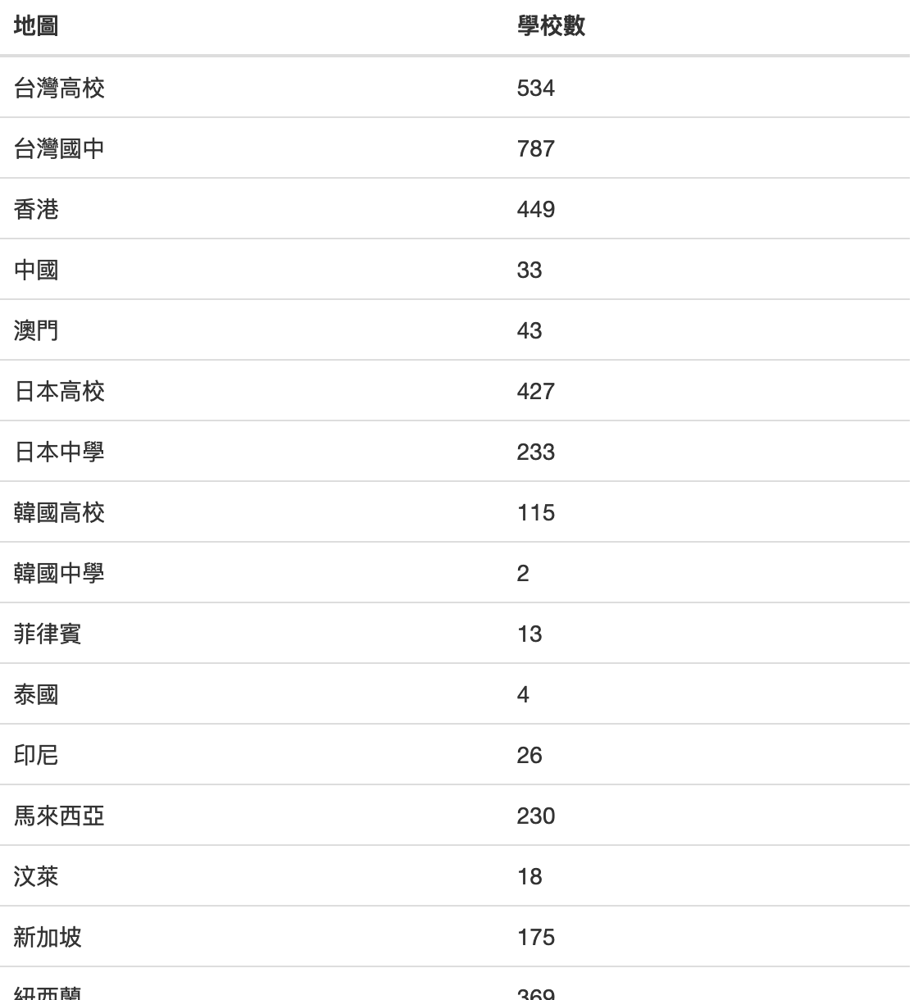 地圖 學校數
台灣高校 534
台灣國中 787
香港 449
中國 33
澳門 43
日本高校 427
日本中學 233
韓國高校 115
韓國中學 2
菲律賓 13
泰國 4
印尼 26
馬來西亞 230
汶萊 18
新加坡 175
紐西蘭 369